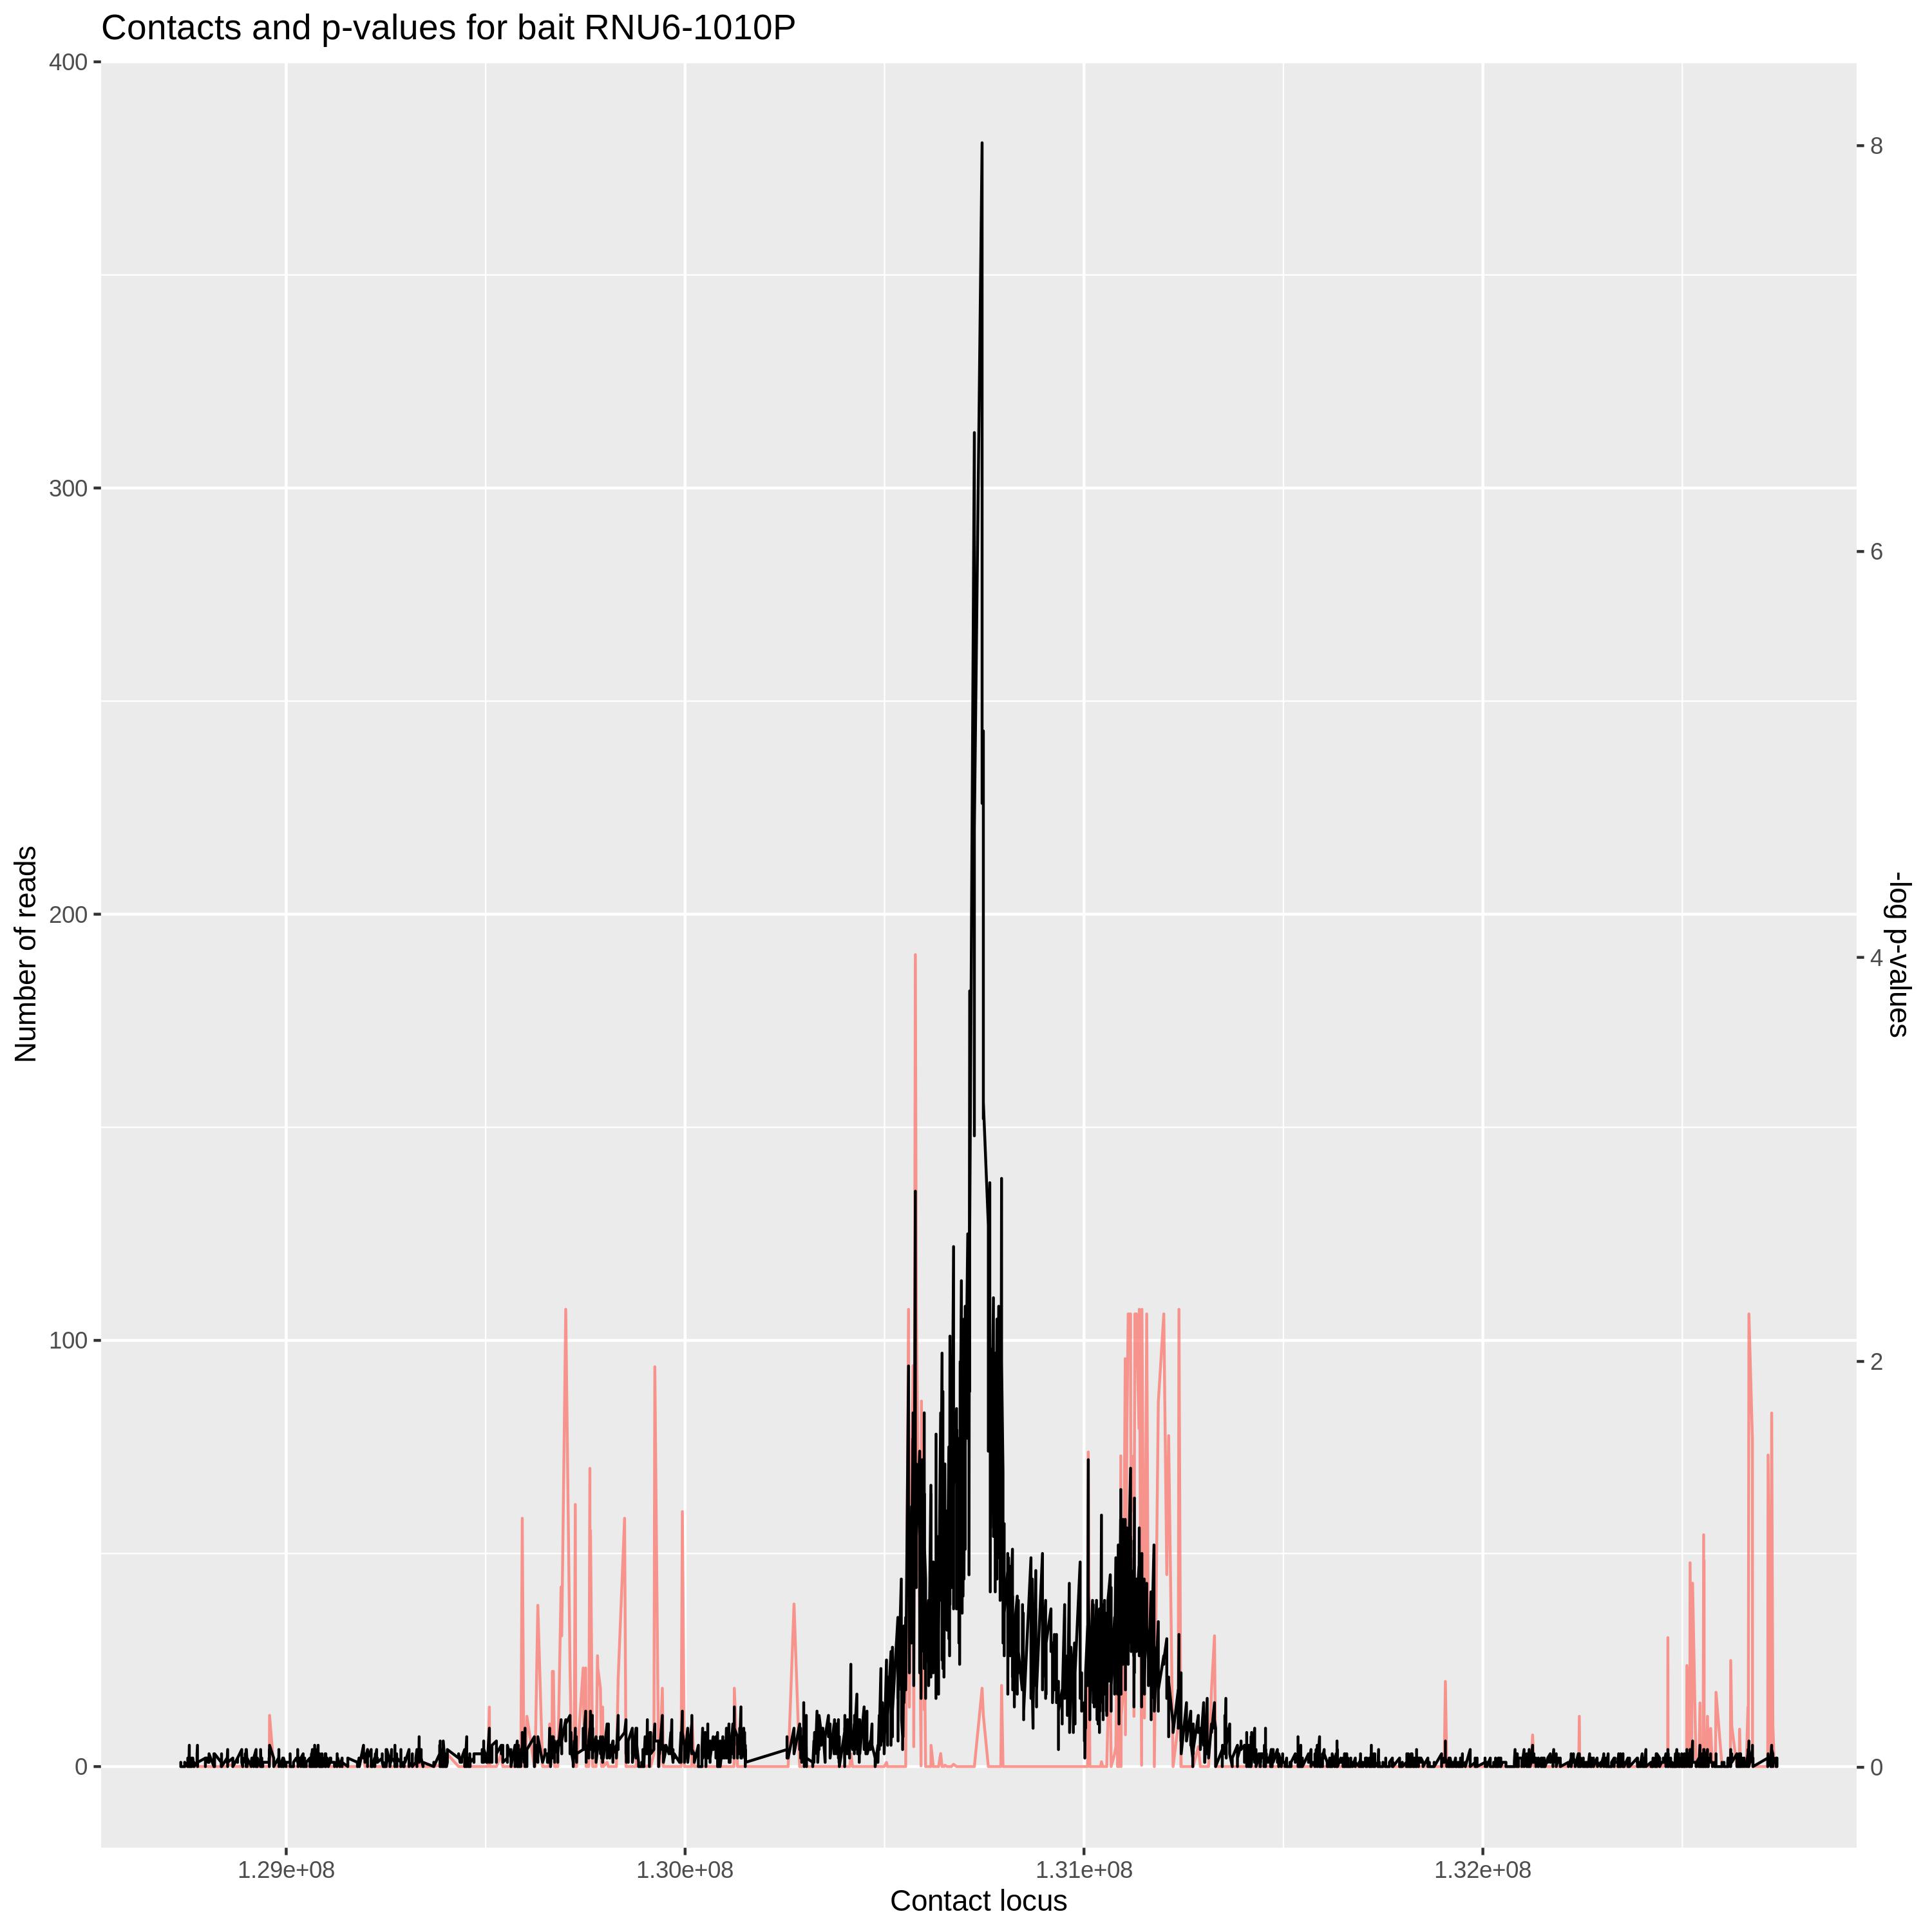 Contacts and p-values for bait RNU6-1010P
400
300
200
100
0
8
6
4
2
0
Number of reads
-log p-values
1.29e+08
1.30e+08
1.31e+08
1.32e+08
Contact locus